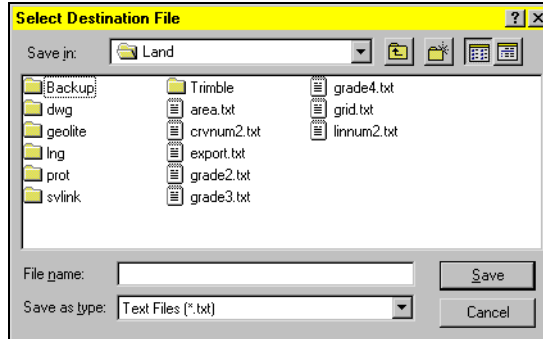 Select Destination File
Save in: Land
Backup Trimble grade4.txt
dwg area.txt grid.txt
geolite crvnum2.txt linnum2.txt
lng export.txt
prot grade2.txt
svlink grade3.txt
File name: Save
Save as type: Text Files (*.txt) Cancel